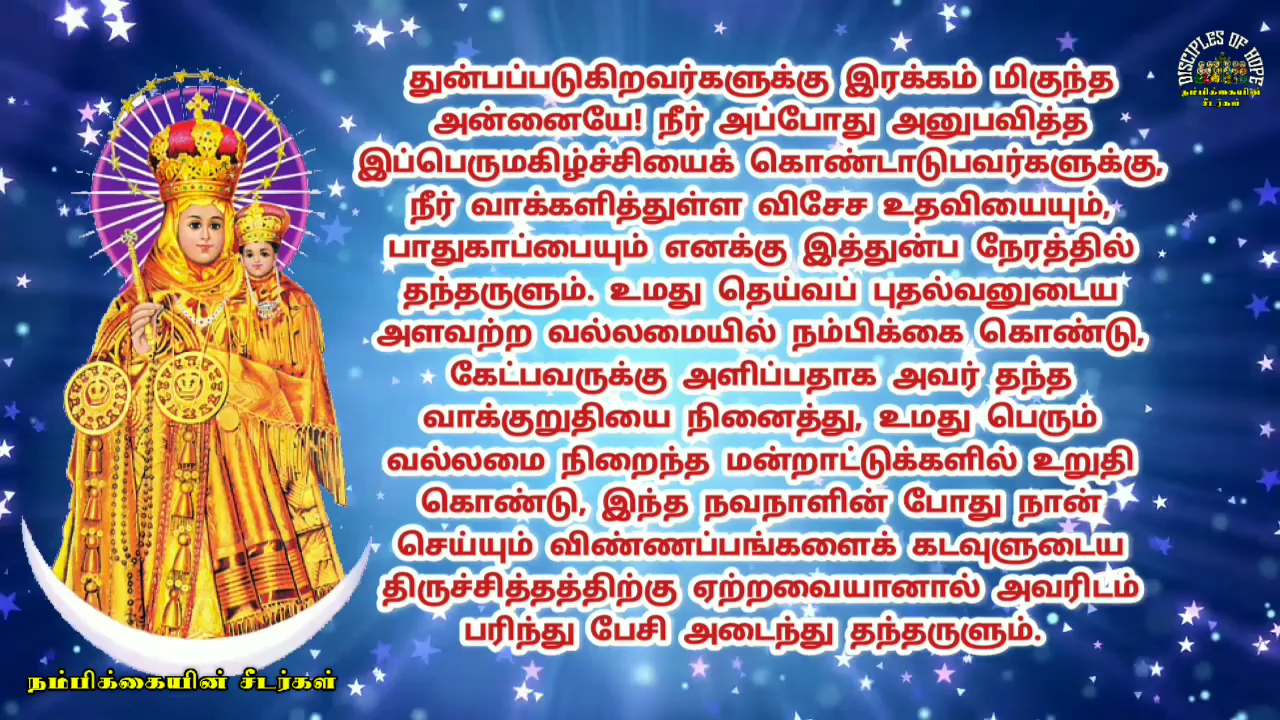 துன்பப்படுகிறவர்களுக்கு இரக்கம் மிகுந்த
அன்னையே! நீர் அப்போது அனுபவித்த
இப்பெருமகிழ்ச்சியைக் கொண்டாடுபவர்களுக்கு,
நீர் வாக்களித்துள்ள விசேச உதவியையும்,
பாதுகாப்பையும் எனக்கு இத்துன்ப நேரத்தில்
தந்தருளும். உமது தெய்வப் புதல்வனுடைய
அளவற்ற வல்லமையில் நம்பிக்கை கொண்டு,
கேட்பவருக்கு அளிப்பதாக அவர் தந்த
வாக்குறுதியை நினைத்து, உமது பெரும்
வல்லமை நிறைந்த மன்றாட்டுக்களில் உறுதி
கொண்டு, இந்த நவநாளின் போது நான்
செய்யும் விண்ணப்பங்களைக் கடவுளுடைய
திருச்சித்தத்திற்கு ஏற்றவையானால் அவரிடம்
பரிந்து பேசி அடைந்து தந்தருளும்.
நம்பிக்கையின் சீடர்கள்
DISCIPLES OF HOPE
நம்பிக்கையின்
சீடர்கள்